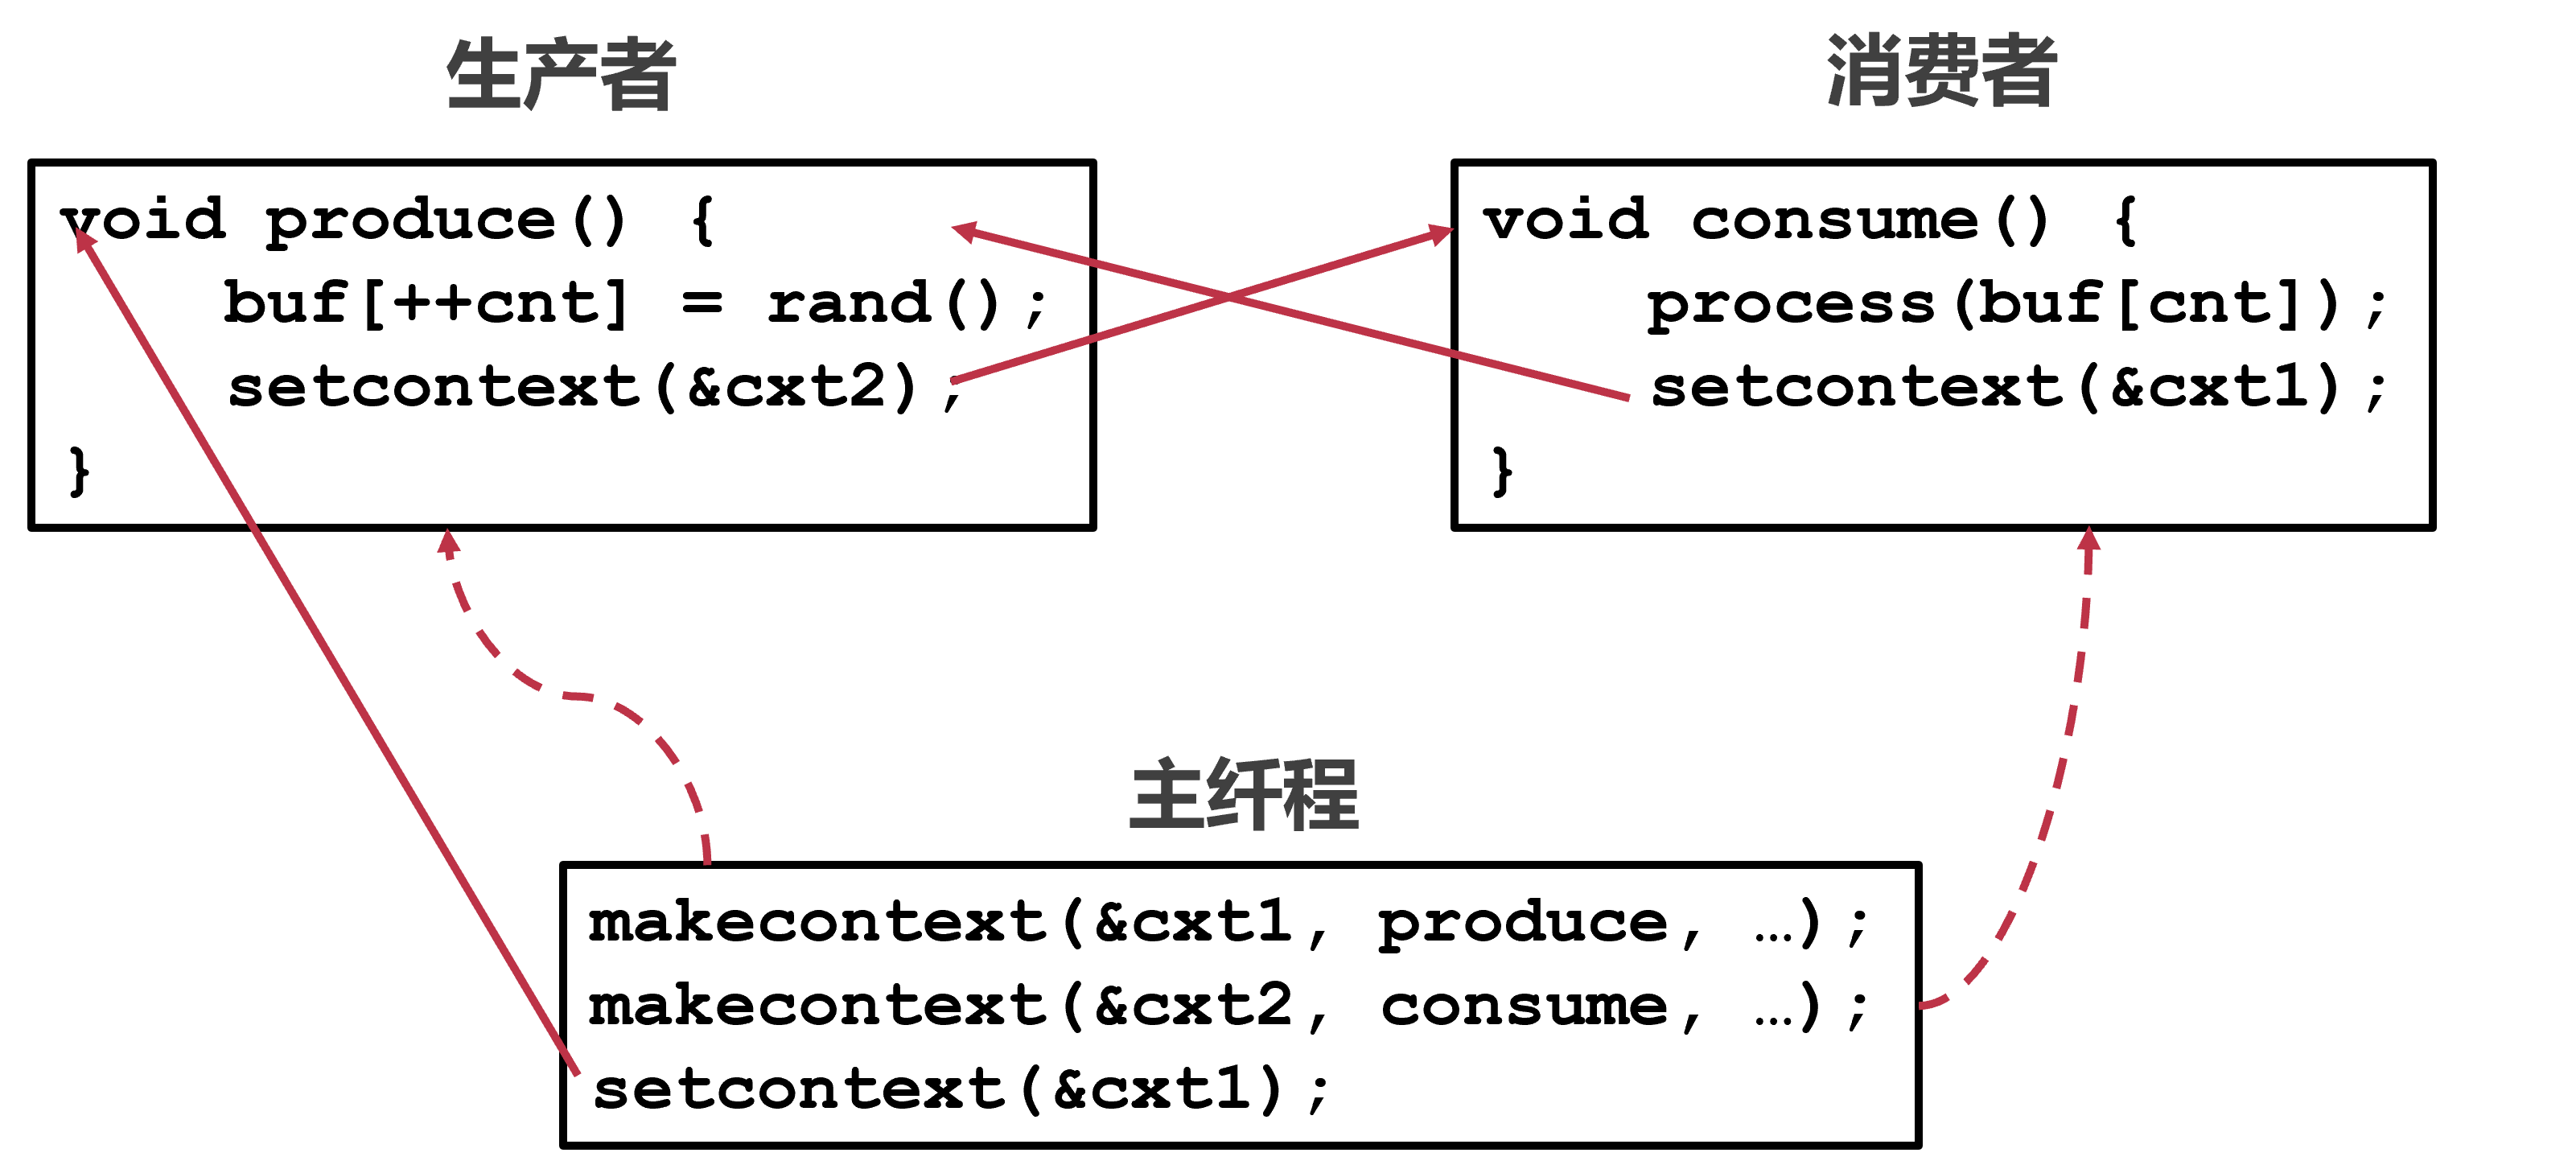 生产者
void produce() {
buf[++cnt] = rand();
setcontext(&cxt2);
}
消费者
void consume() {
process(buf[cnt]);
setcontext(&cxt1);
}
主纤程
makecontext(&cxt1, produce, …);
makecontext(&cxt2, consume, …);
setcontext(&cxt1);